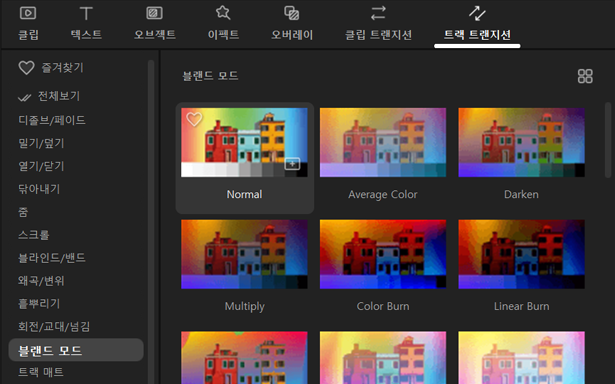 클립 텍스트 오브젝트 이펙트 오버레이 클립 트랜지션 트랙 트랜지션
즐겨찾기
전체보기
디졸브/페이드
밀기/덮기
열기/닫기
닦아내기
줌
스크롤
블라인드/밴드
왜곡/변위
흩뿌리기
회전/교대/넘김
블랜드 모드
트랙 매트
블랜드 모드
Normal Average Color Darken
Multiply Color Burn Linear Burn